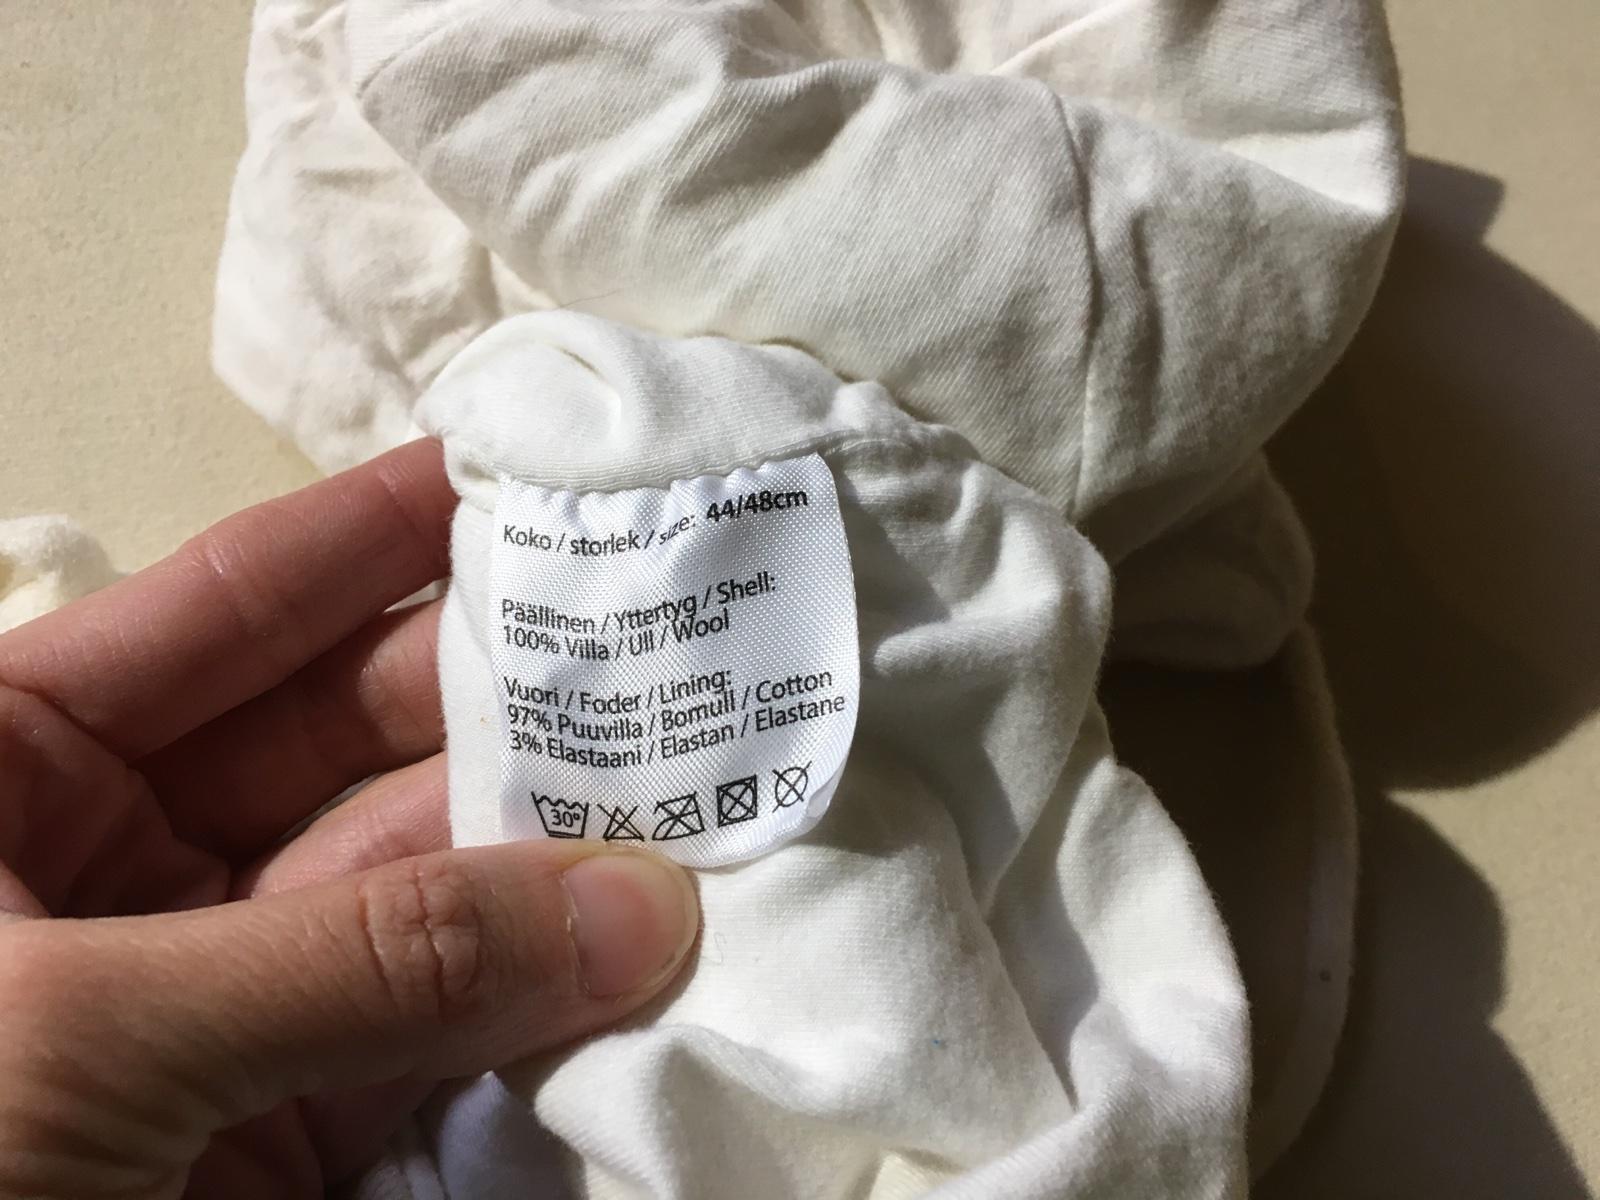 Koko / storlek / size: 44/48cm
Päällinen / Yttertyg / Shell:
100% Villa / Ull / Wool
Vuori / Foder / Lining:
97% Puuvilla / Bomull / Cotton
3% Elastaani / Elastan / Elastane
30°